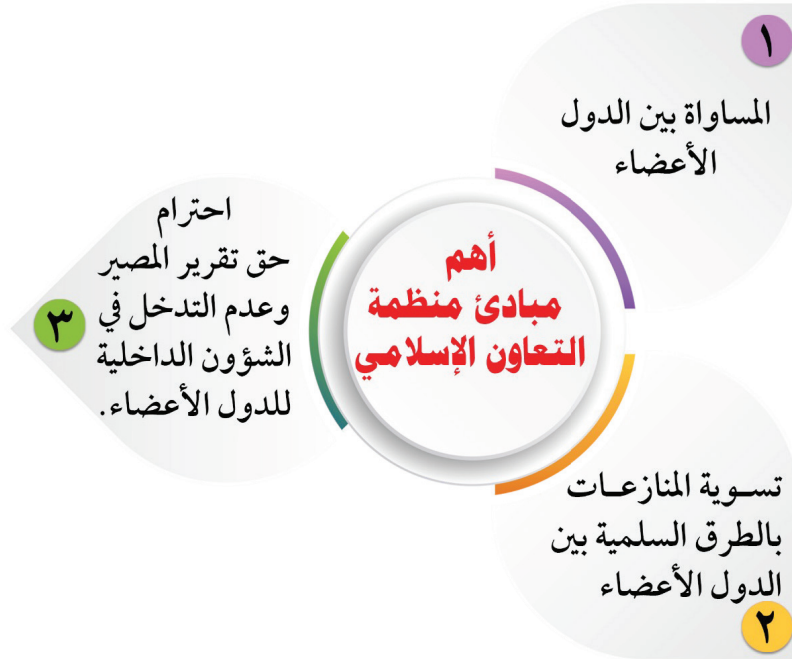 أهم
مبادئ منظمة
التعاون الإسلامي
١
المساواة بين الدول
الأعضاء
تسوية المنازعات
بالطرق السلمية بين
الدول الأعضاء
٢
احترام
حق تقرير المصير
وعدم التدخل في
الشؤون الداخلية
للدول الأعضاء.
٣